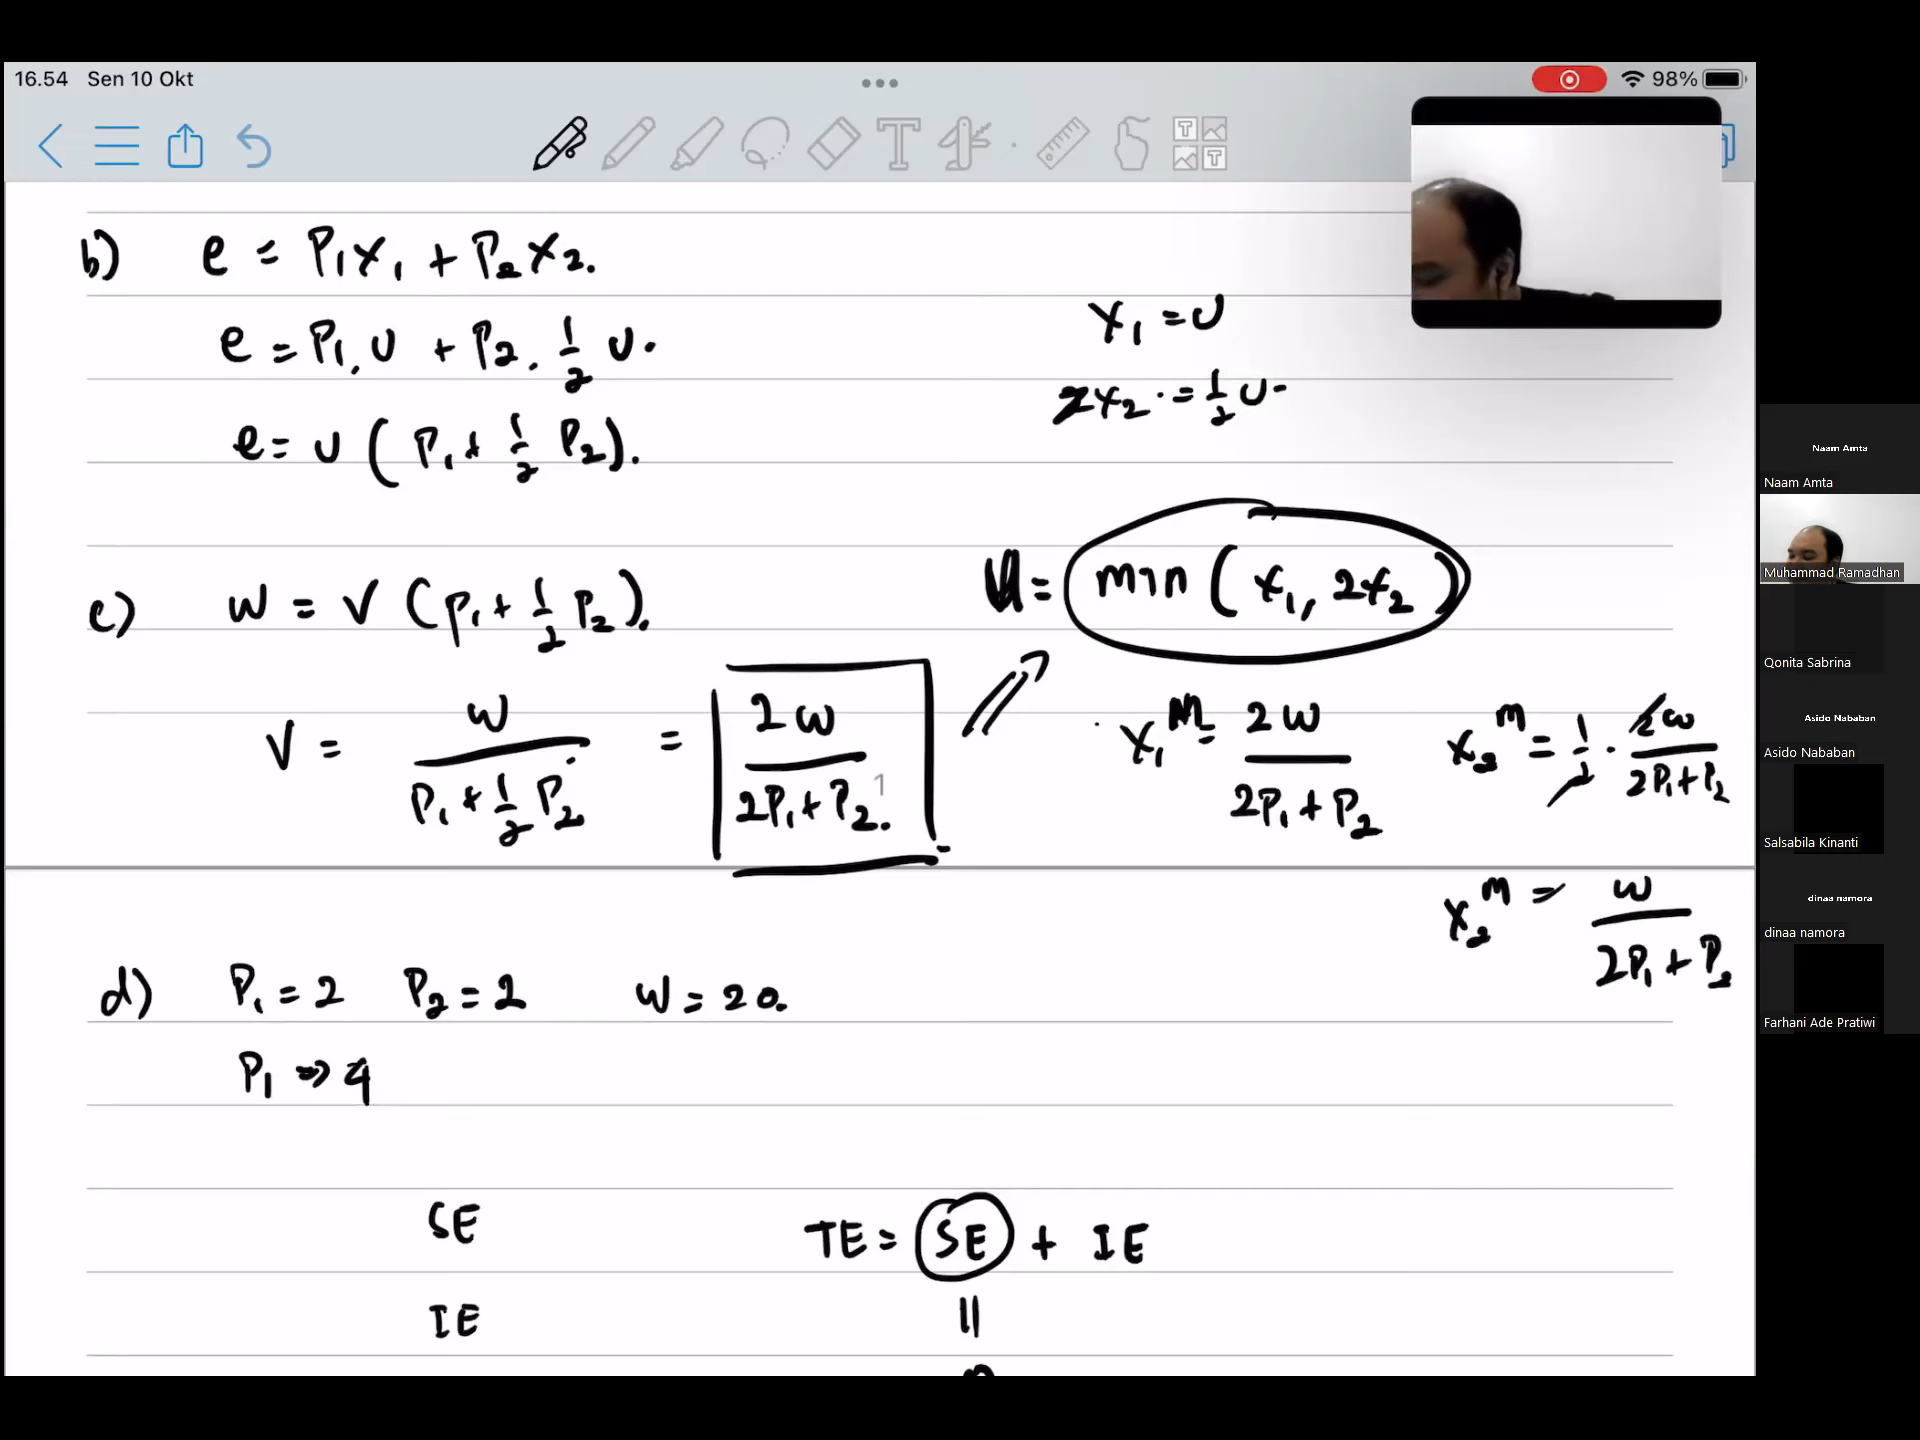 16.54 Sen 10 Okt 98%
b) e = P₁x₁ + P₂x₂.
e = P₁.U + P₂.½U.
x₁ = U
2x₂ = ½U
e = U(P₁ + ½P₂).
U = min(x₁, 2x₂)
c) w = V(P₁ + ½P₂).
V = w/(P₁ + ½P₂) = 2w/(2P₁ + P₂).
1
x₁ᴹ = 2w/(2P₁ + P₂)
x₂ᵐ = ½ · 2w/(2P₁ + P₂)
x₂ᵐ = w/(2P₁ + P₂)
d) P₁ = 2 P₂ = 2 w = 20.
P₁ ⇒ 4
SE
TE = SE + IE
IE
Naam Amta
Naam Amta
Muhammad Ramadhan
Qonita Sabrina
Asido Nababan
Asido Nababan
Salsabila Kinanti
dinaa namora
dinaa namora
Farhani Ade Pratiwi